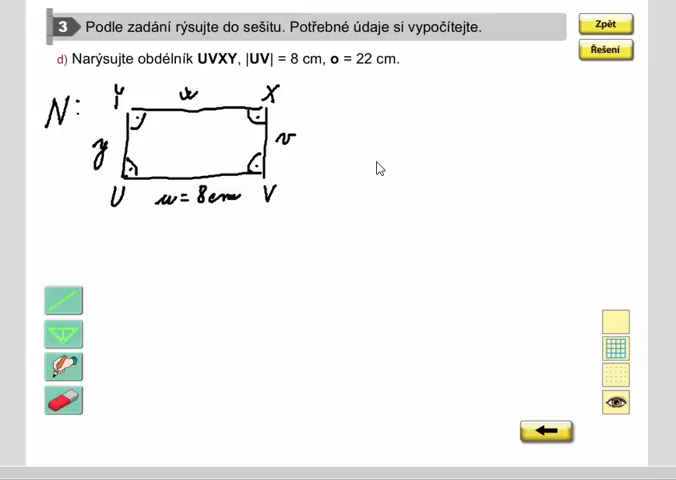 3 Podle zadání rýsujte do sešitu. Potřebné údaje si vypočítejte.
Zpět
Řešení
d) Narýsujte obdélník UVXY, |UV| = 8 cm, o = 22 cm.
N:
Y x X
y v
U u = 8cm V